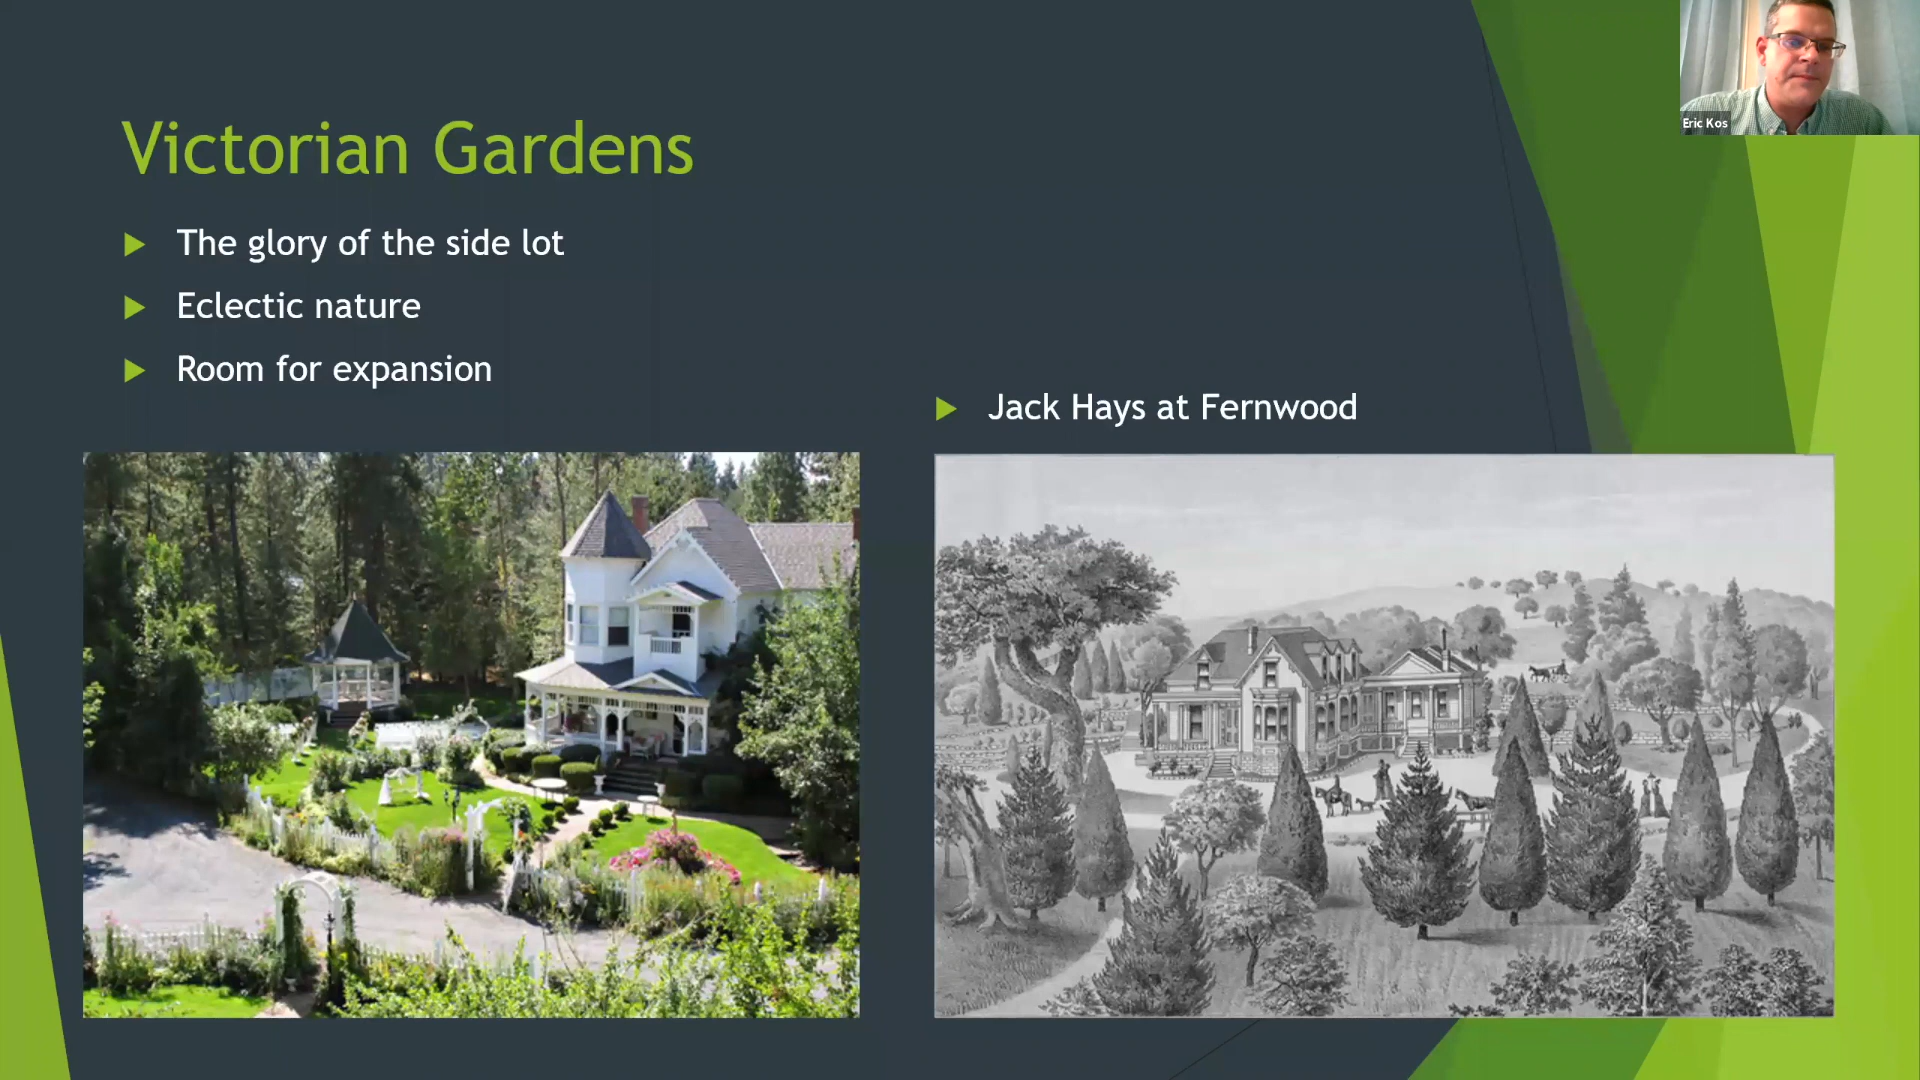 Victorian Gardens
The glory of the side lot
Eclectic nature
Room for expansion
Jack Hays at Fernwood
Eric Kos